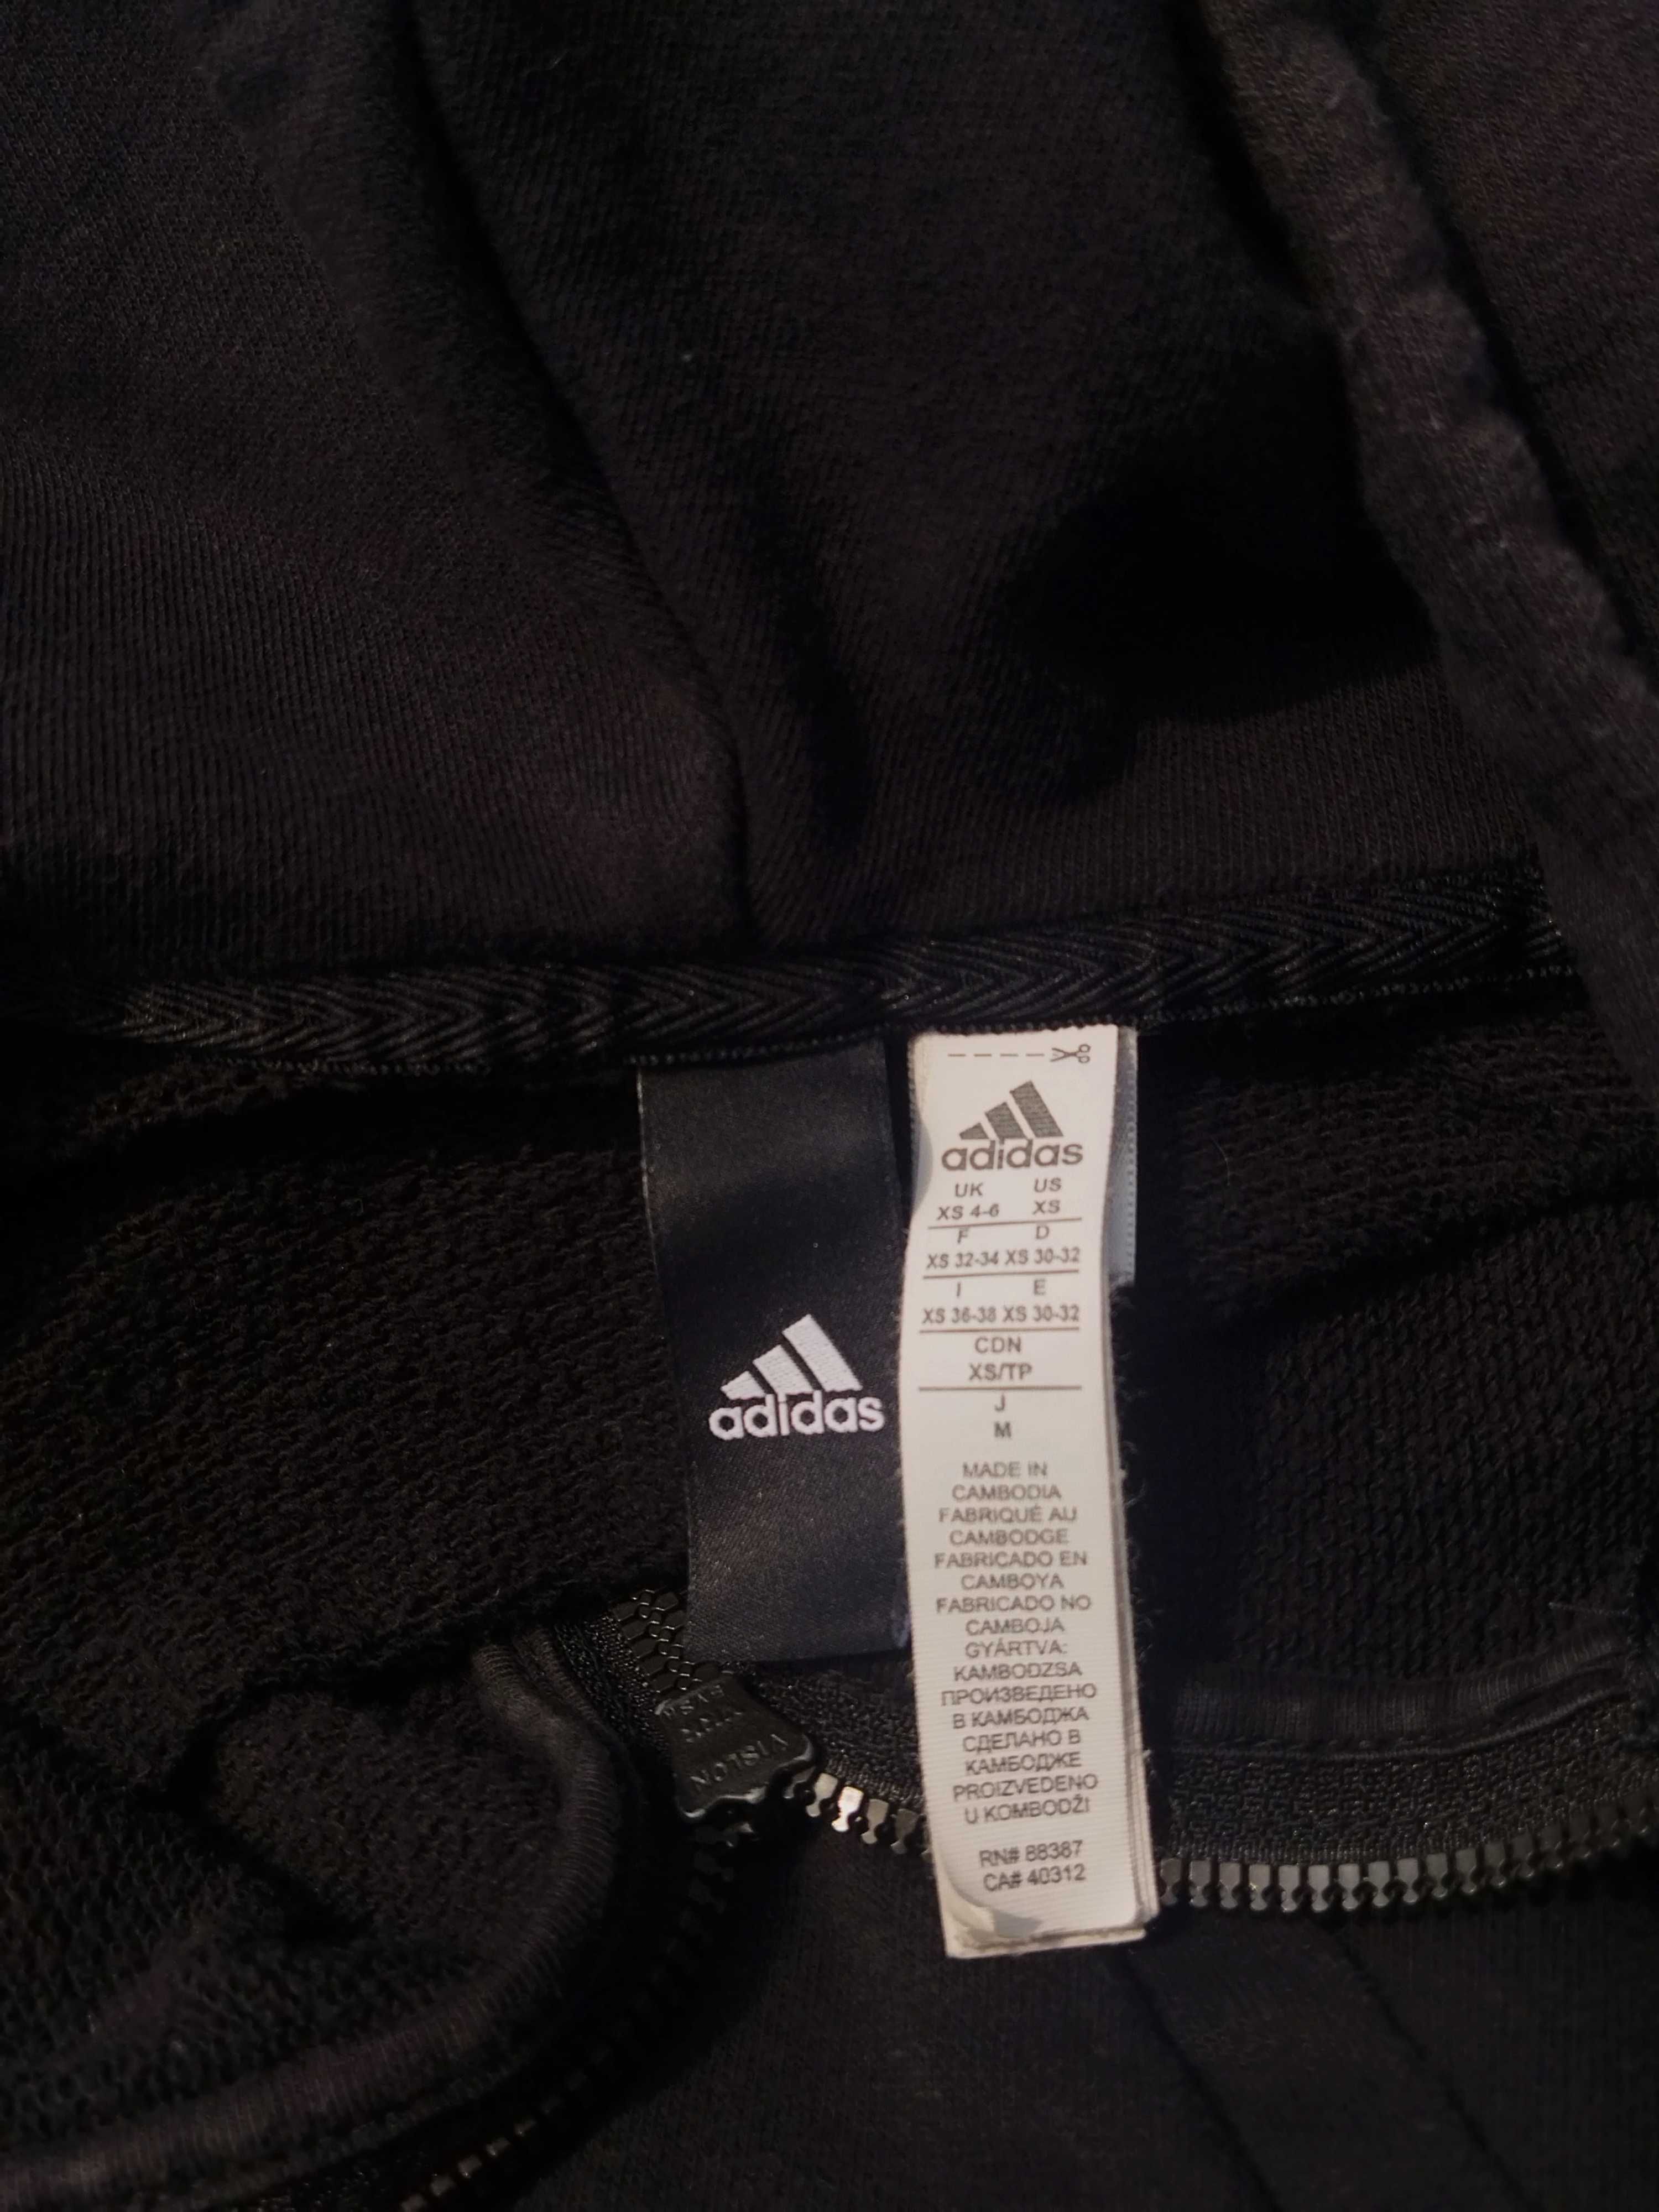 adidas
UK US
XS 4-6 XS
F D
XS 32-34 XS 30-32
I E
XS 36-38 XS 30-32
CDN
XS/TP
J
M
MADE IN
CAMBODIA
FABRIQUÉ AU
CAMBODGE
FABRICADO EN
CAMBOYA
FABRICADO NO
CAMBOJA
GYÁRTVA:
KAMBODZSA
ПРОИЗВЕДЕНО
В КАМБОДЖА
СДЕЛАНО В
КАМБОДЖЕ
PROIZVEDENO
U KOMBODŽI
RN# 88387
CA# 40312
adidas
VISLON